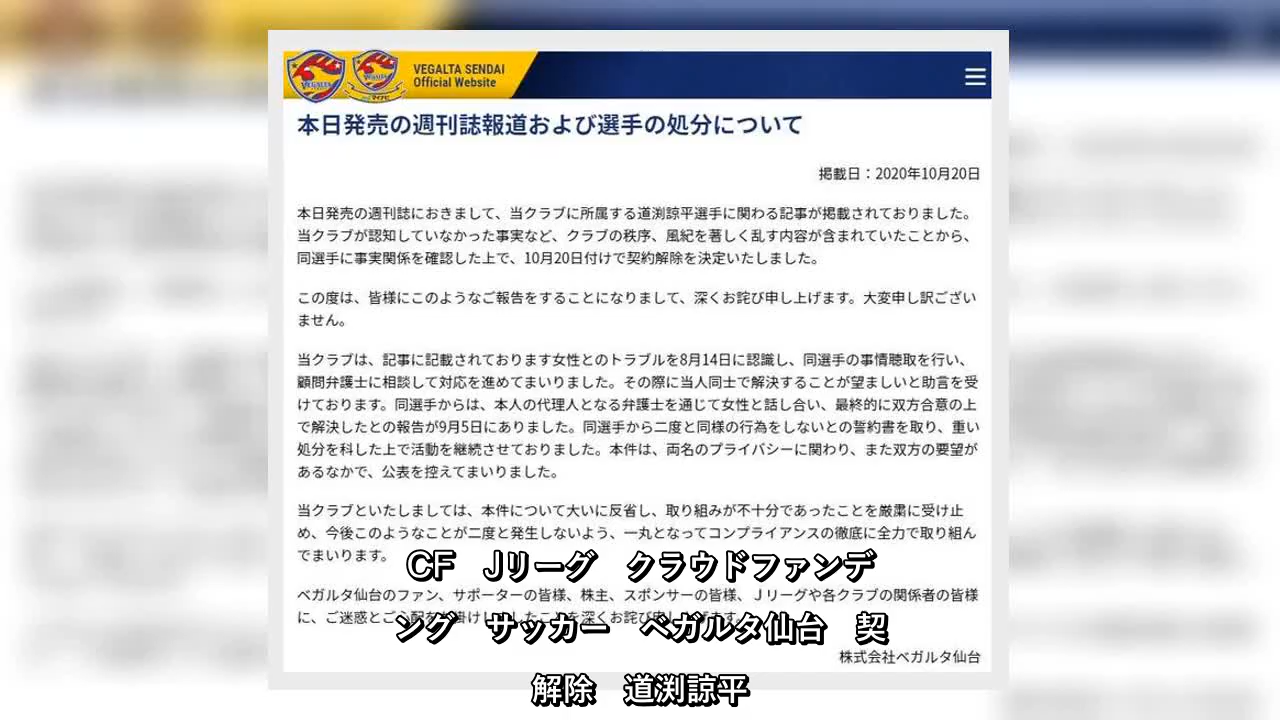 VEGALTA SENDAI
Official Website
本日発売の週刊誌報道および選手の処分について
掲載日：2020年10月20日
本日発売の週刊誌におきまして、当クラブに所属する道渕諒平選手に関わる記事が掲載されておりました。
当クラブが認知していなかった事実など、クラブの秩序、風紀を著しく乱す内容が含まれていたことから、
同選手に事実関係を確認した上で、10月20日付けで契約解除を決定いたしました。
この度は、皆様にこのようなご報告をすることになりまして、深くお詫び申し上げます。大変申し訳ござい
ません。
当クラブは、記事に記載されております女性とのトラブルを8月14日に認識し、同選手の事情聴取を行い、
顧問弁護士に相談して対応を進めてまいりました。その際に当人同士で解決することが望ましいと助言を受
けております。同選手からは、本人の代理人となる弁護士を通じて女性と話し合い、最終的に双方合意の上
で解決したとの報告が9月5日にありました。同選手から二度と同様の行為をしないとの誓約書を取り、重い
処分を科した上で活動を継続させておりました。本件は、両名のプライバシーに関わり、また双方の要望が
あるなかで、公表を控えてまいりました。
当クラブといたしましては、本件について大いに反省し、取り組みが不十分であったことを厳粛に受け止
め、今後このようなことが二度と発生しないよう、一丸となってコンプライアンスの徹底に全力で取り組ん
でまいります。
CF Jリーグ クラウドファンデ
ベガルタ仙台のファン、サポーターの皆様、株主、スポンサーの皆様、Jリーグや各クラブの関係者の皆様
に、ご迷惑とご心配をお掛けしましたことを深くお詫び申し上げます。
ング サッカー ベガルタ仙台 契
株式会社ベガルタ仙台
解除 道渕諒平